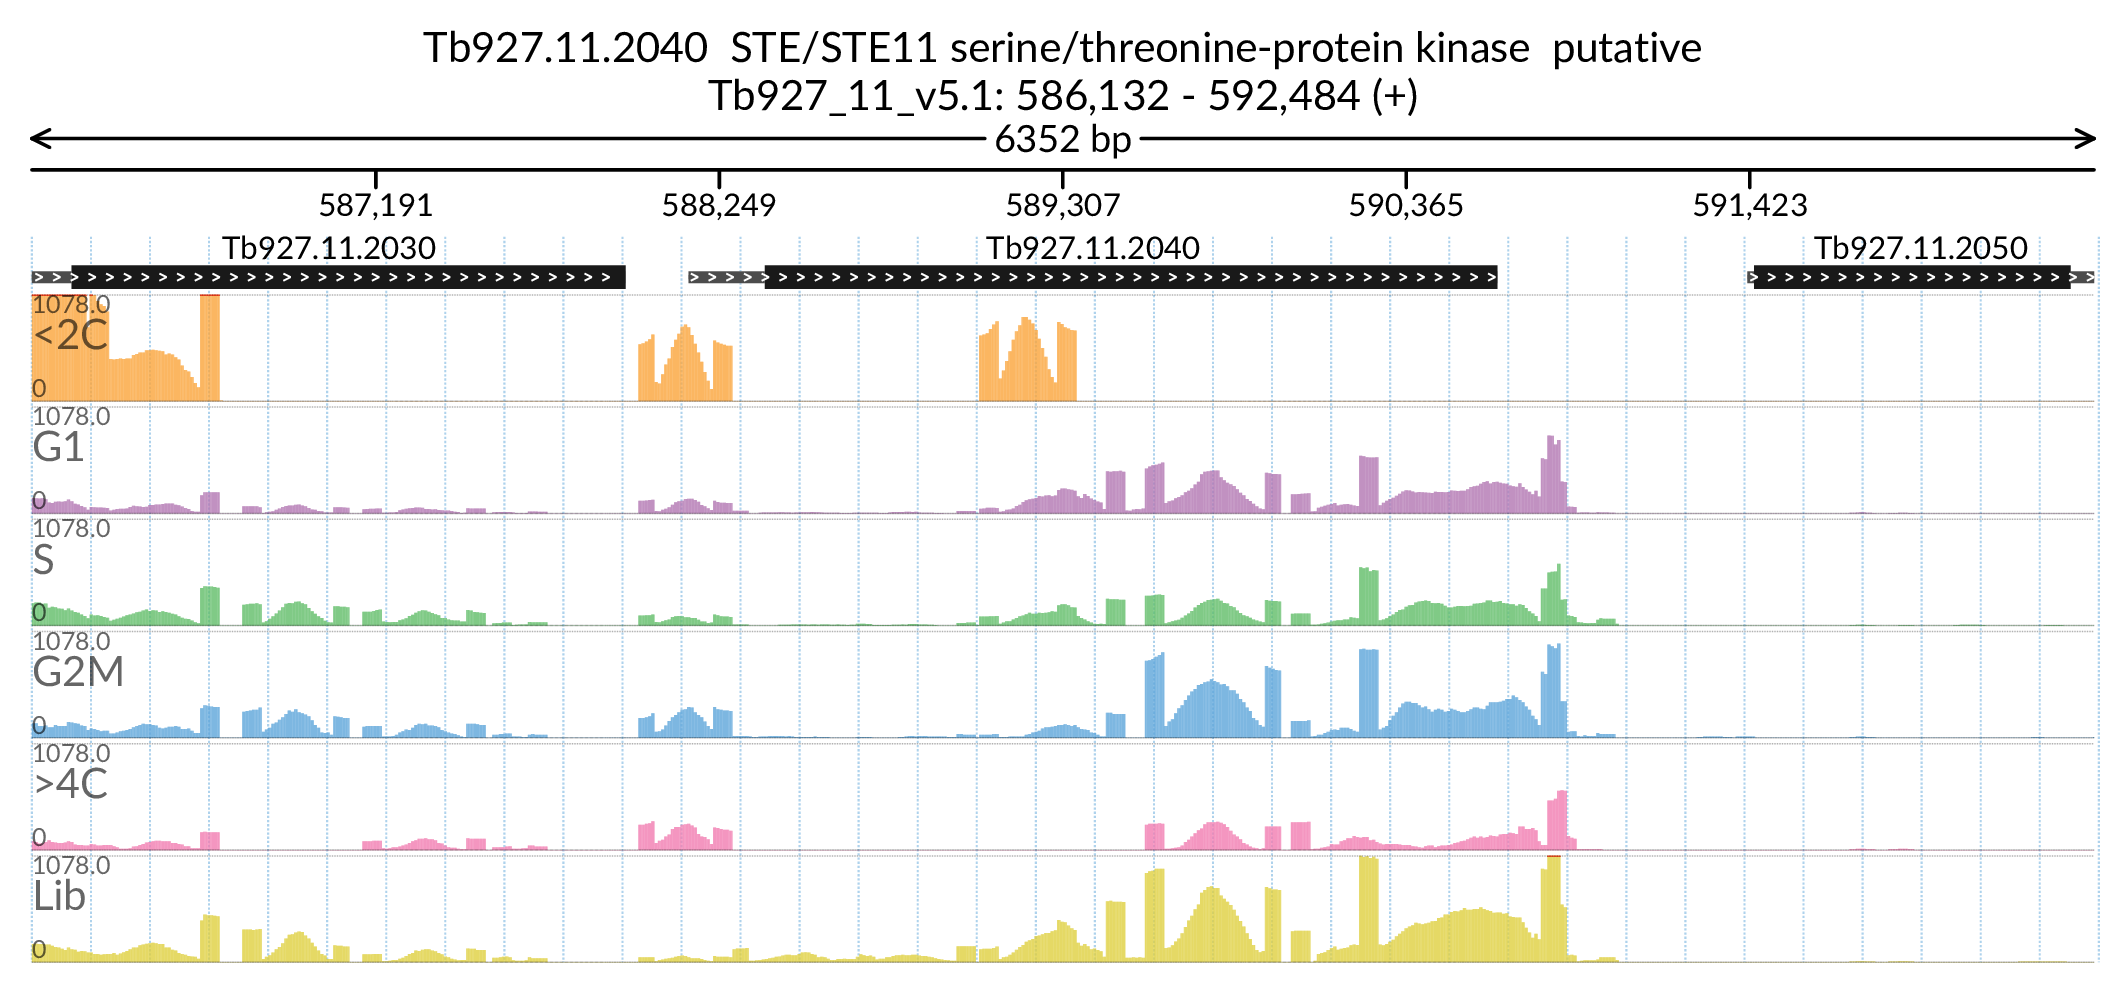 Tb927.11.2040 STE/STE11 serine/threonine-protein kinase putative
Tb927_11_v5.1: 586,132 - 592,484 (+)
6352 bp
587,191 588,249 589,307 590,365 591,423
Tb927.11.2030 Tb927.11.2040 Tb927.11.2050
1078.0
<2C
0
1078.0
G1
0
1078.0
S
0
1078.0
G2M
0
1078.0
>4C
0
1078.0
Lib
0